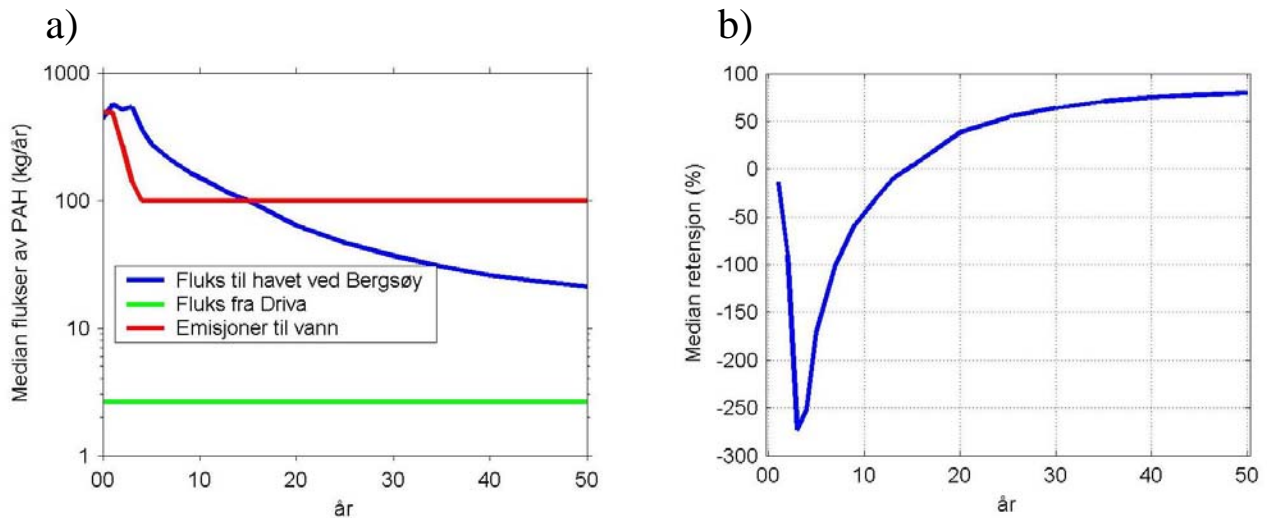 a)
Median flukser av PAH (kg/år)
1000
100
10
1
Fluks til havet ved Bergsøy
Fluks fra Driva
Emisjoner til vann
00 10 20 30 40 50
år
b)
Median retensjon (%)
100
50
0
-50
-100
-150
-200
-250
-300
00 10 20 30 40 50
år